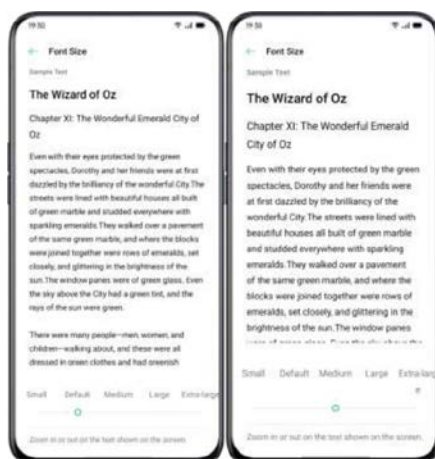 19:50
Font Size
Sample Text
The Wizard of Oz
Chapter XI: The Wonderful Emerald City of
Oz
Even with their eyes protected by the green
spectacles, Dorothy and her friends were at first
dazzled by the brilliancy of the wonderful City.The
streets were lined with beautiful houses all built
of green marble and studded everywhere with
sparkling emeralds.They walked over a pavement
of the same green marble, and where the blocks
were joined together were rows of emeralds, set
closely, and glittering in the brightness of the
sun.The window panes were of green glass. Even
the sky above the City had a green tint, and the
rays of the sun were green.
There were many people—men, women, and
children—walking about, and these were all
dressed in green clothes and had greenish
Small Default Medium Large Extra-large
Zoom in or out on the text shown on the screen.
19:50
Font Size
Sample Text
The Wizard of Oz
Chapter XI: The Wonderful Emerald
City of Oz
Even with their eyes protected by the green
spectacles, Dorothy and her friends were
at first dazzled by the brilliancy of the
wonderful City.The streets were lined with
beautiful houses all built of green marble
and studded everywhere with sparkling
emeralds.They walked over a pavement
of the same green marble, and where the
blocks were joined together were rows of
emeralds, set closely, and glittering in the
brightness of the sun.The window panes
were of green glass. Even the sky above the
Small Default Medium Large Extra-larg
e
Zoom in or out on the text shown on the screen.